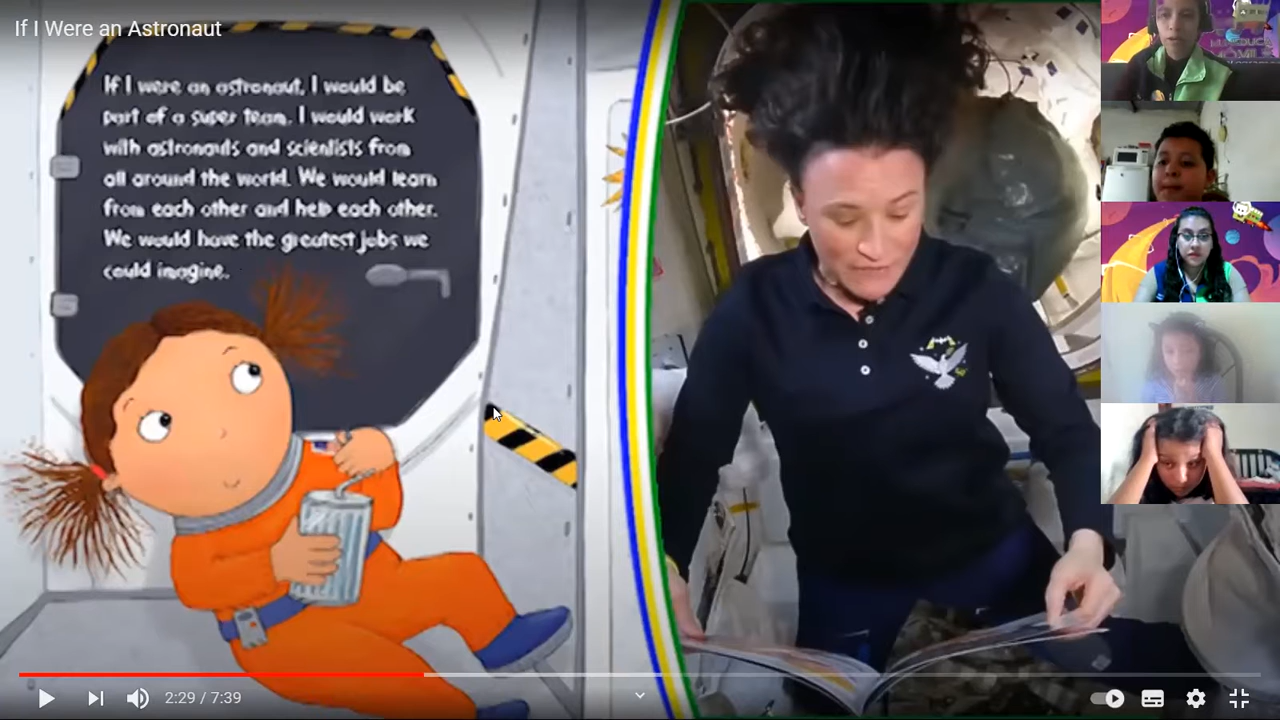 If I Were an Astronaut
If I were an astronaut, I would be
part of a super team. I would work
with astronauts and scientists from
all around the world. We would learn
from each other and help each other.
We would have the greatest jobs we
could imagine.
2:29 / 7:39